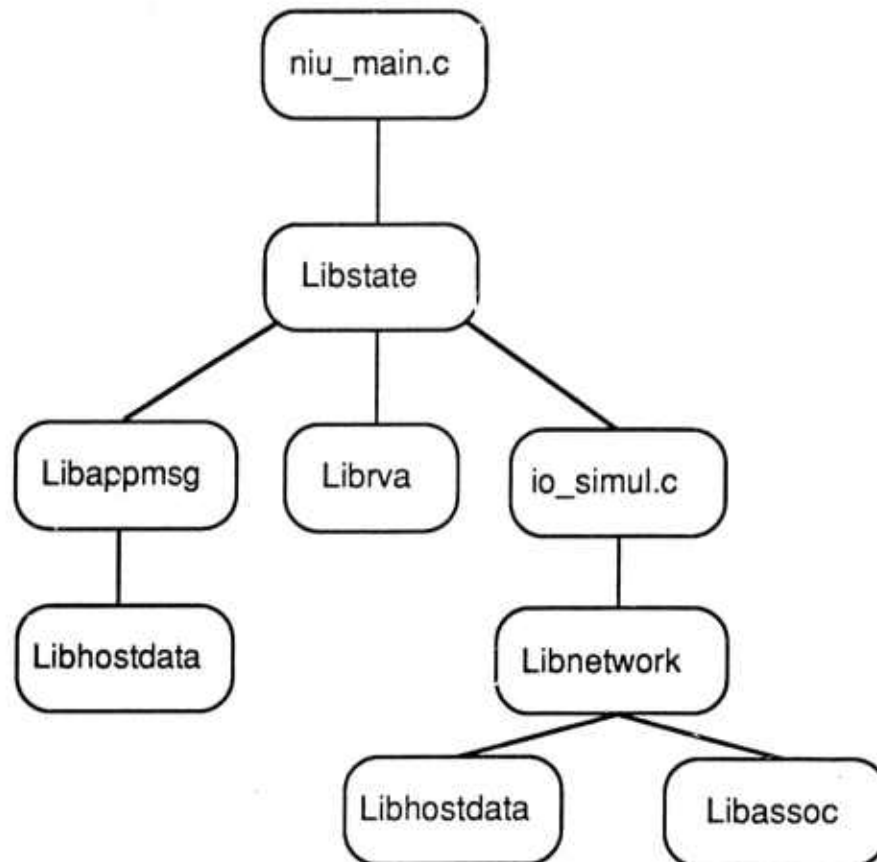 niu_main.c
Libstate
Libappmsg
Librva
io_simul.c
Libhostdata
Libnetwork
Libhostdata
Libassoc